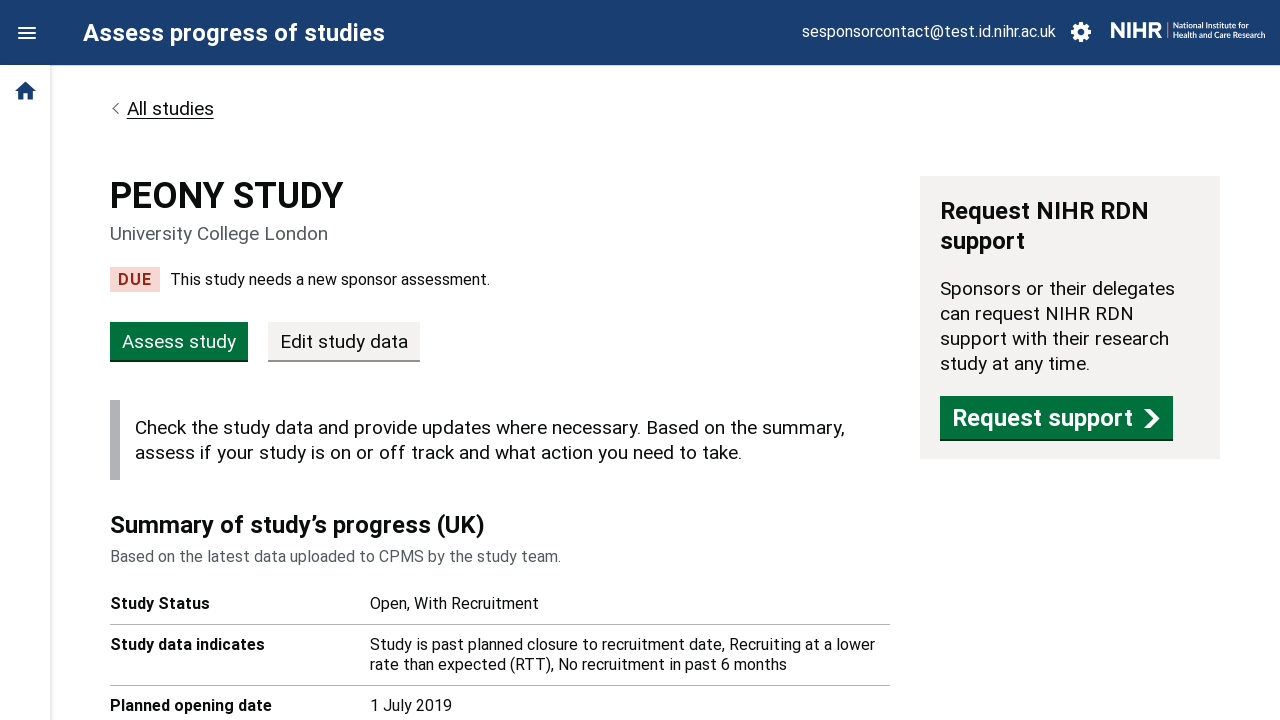 Assess progress of studies
sesponsorcontact@test.id.nihr.ac.uk
NIHR National Institute for
Health and Care Research
All studies
PEONY STUDY
University College London
DUE This study needs a new sponsor assessment.
Assess study
Edit study data
Check the study data and provide updates where necessary. Based on the summary,
assess if your study is on or off track and what action you need to take.
Summary of study’s progress (UK)
Based on the latest data uploaded to CPMS by the study team.
Study Status Open, With Recruitment
Study data indicates Study is past planned closure to recruitment date, Recruiting at a lower
rate than expected (RTT), No recruitment in past 6 months
Planned opening date 1 July 2019
Request NIHR RDN
support
Sponsors or their delegates
can request NIHR RDN
support with their research
study at any time.
Request support